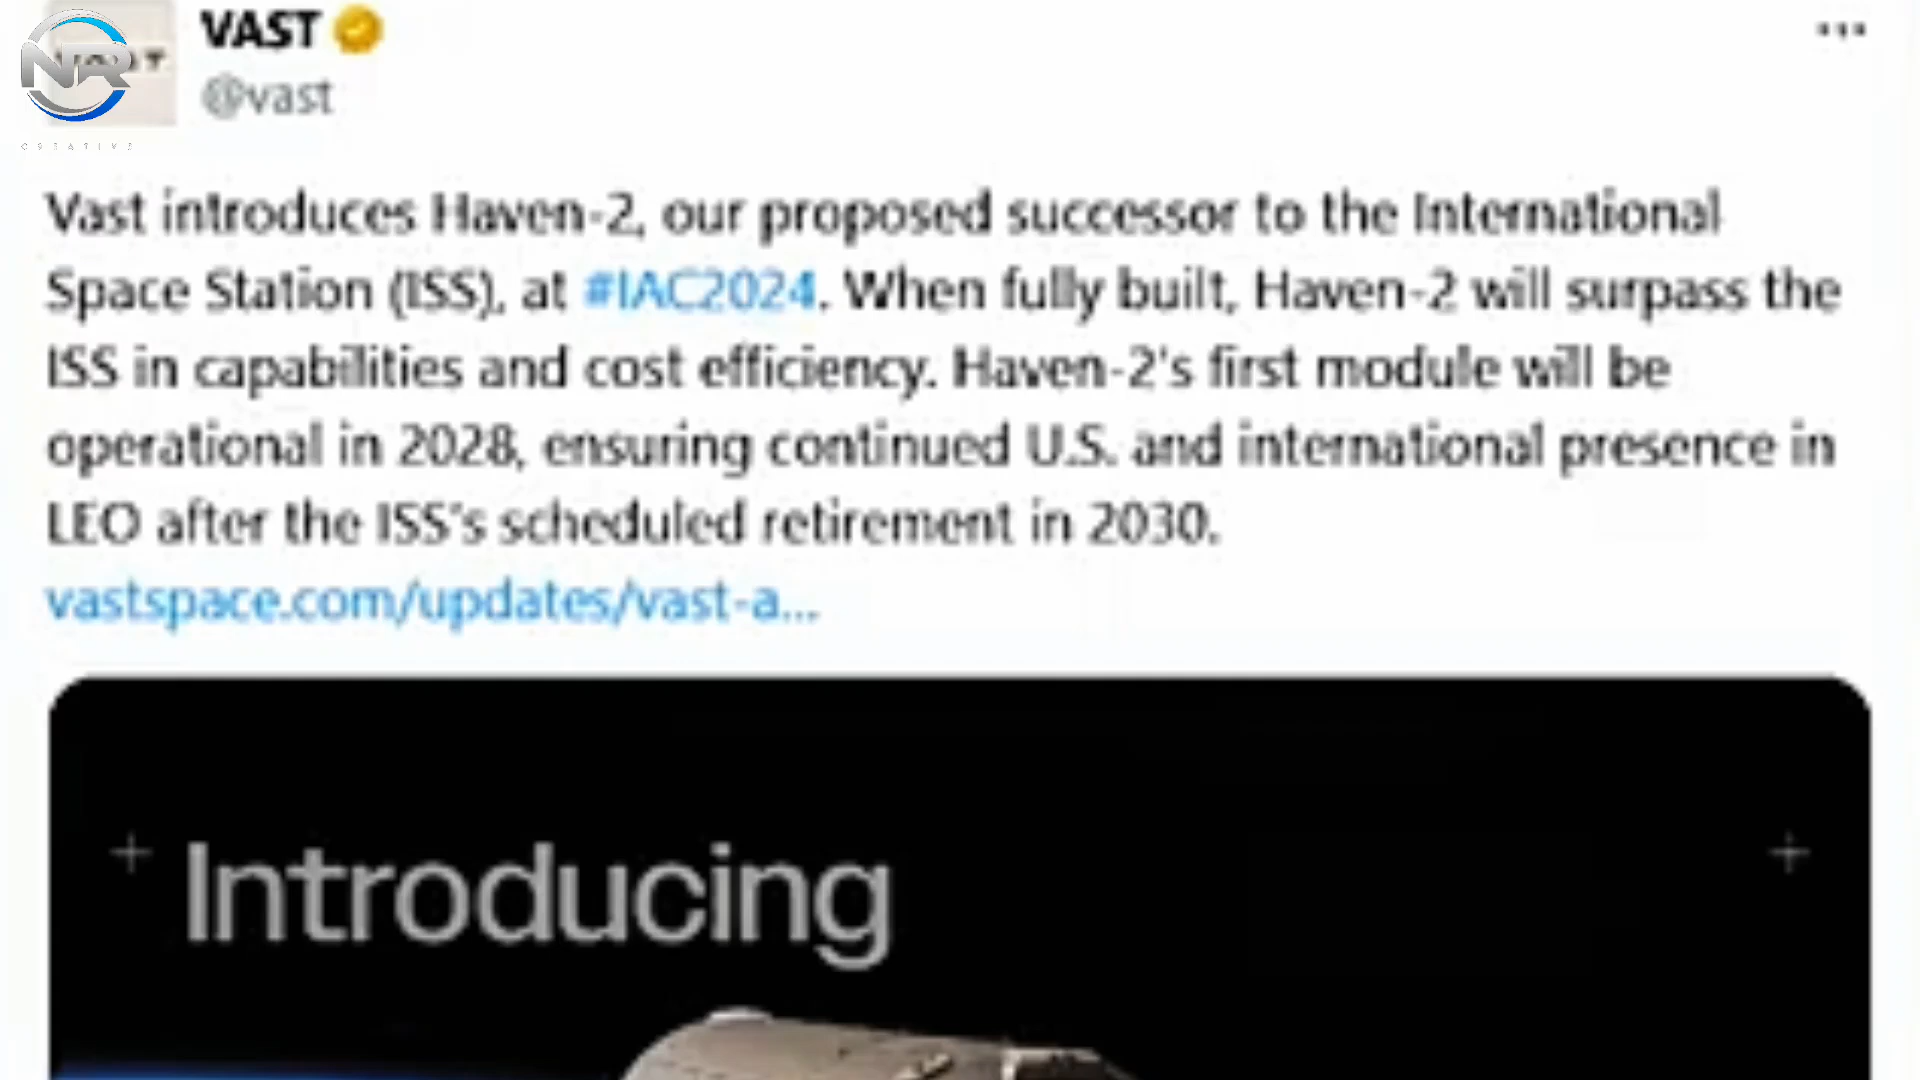 NR
CREATIVE
VAST
@vast
Vast introduces Haven-2, our proposed successor to the International
Space Station (ISS), at #IAC2024. When fully built, Haven-2 will surpass the
ISS in capabilities and cost efficiency. Haven-2's first module will be
operational in 2028, ensuring continued U.S. and international presence in
LEO after the ISS's scheduled retirement in 2030.
vastspace.com/updates/vast-a...
Introducing